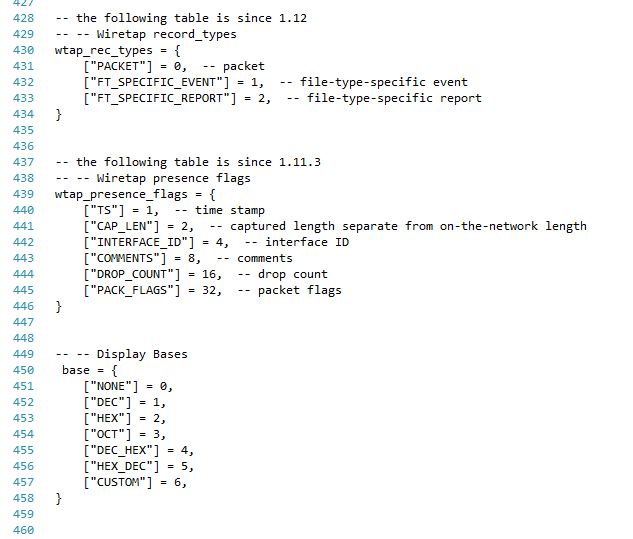 427
428 -- the following table is since 1.12
429 -- -- Wiretap record_types
430 wtap_rec_types = {
431     ["PACKET"] = 0,  -- packet
432     ["FT_SPECIFIC_EVENT"] = 1,  -- file-type-specific event
433     ["FT_SPECIFIC_REPORT"] = 2,  -- file-type-specific report
434 }
435
436
437 -- the following table is since 1.11.3
438 -- -- Wiretap presence flags
439 wtap_presence_flags = {
440     ["TS"] = 1,  -- time stamp
441     ["CAP_LEN"] = 2,  -- captured length separate from on-the-network length
442     ["INTERFACE_ID"] = 4,  -- interface ID
443     ["COMMENTS"] = 8,  -- comments
444     ["DROP_COUNT"] = 16,  -- drop count
445     ["PACK_FLAGS"] = 32,  -- packet flags
446 }
447
448
449 -- -- Display Bases
450  base = {
451     ["NONE"] = 0,
452     ["DEC"] = 1,
453     ["HEX"] = 2,
454     ["OCT"] = 3,
455     ["DEC_HEX"] = 4,
456     ["HEX_DEC"] = 5,
457     ["CUSTOM"] = 6,
458 }
459
460